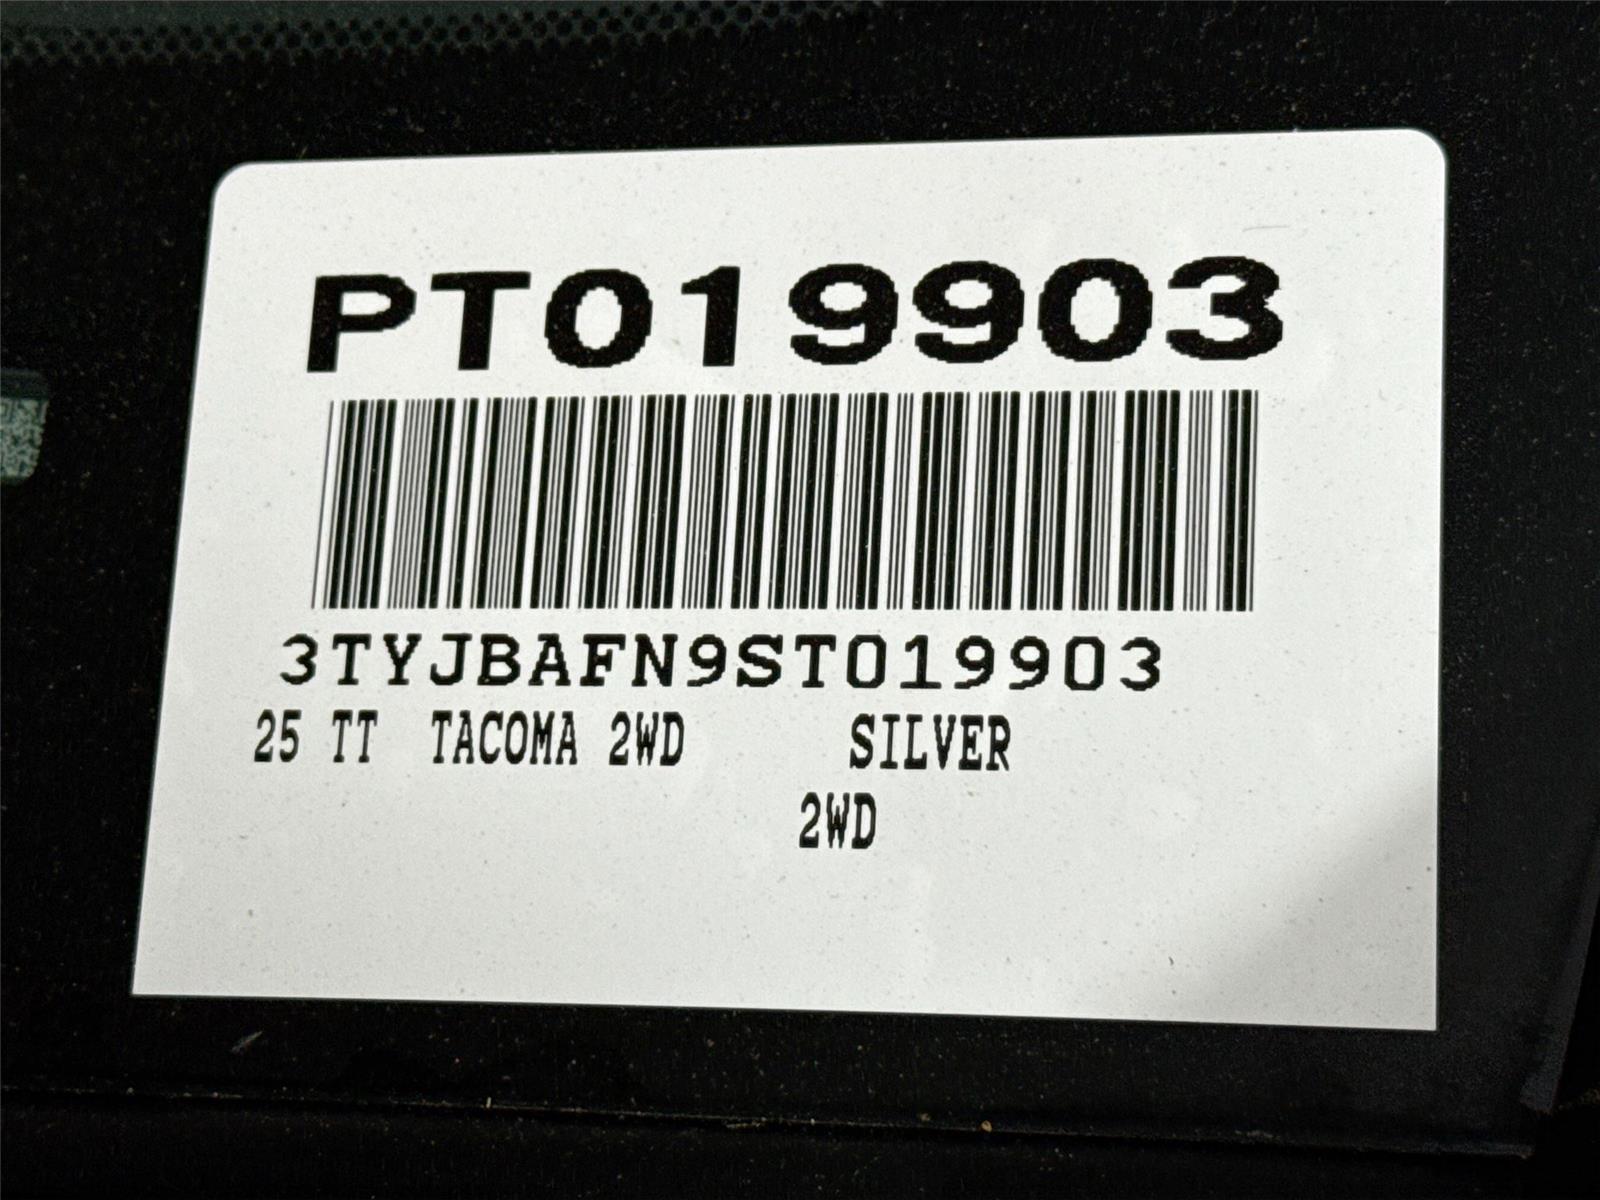 PT019903
3TYJBAFN9ST019903
25 TT TACOMA 2WD SILVER
2WD